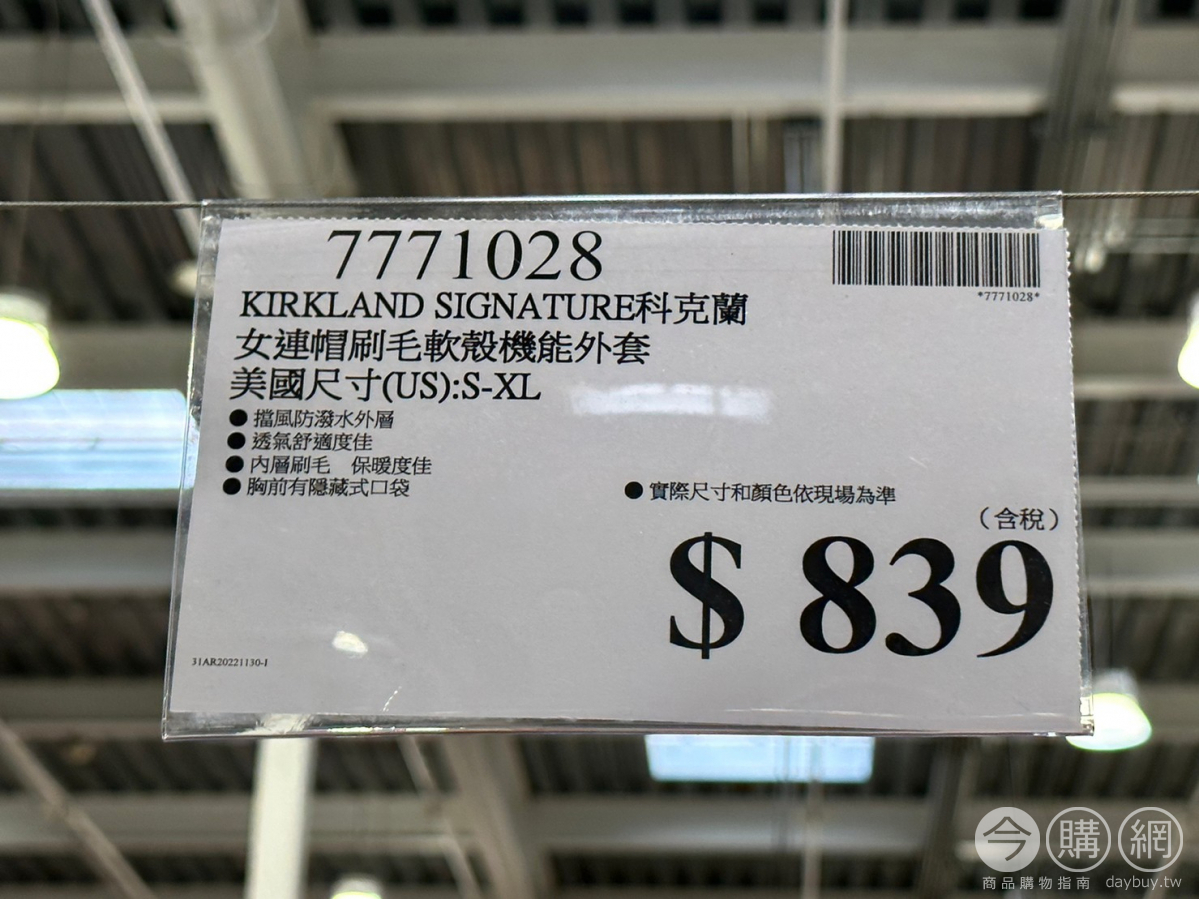 7771028
*7771028*
KIRKLAND SIGNATURE科克蘭
女連帽刷毛軟殼機能外套
美國尺寸(US):S-XL
● 擋風防潑水外層
● 透氣舒適度佳
● 內層刷毛 保暖度佳
● 胸前有隱藏式口袋
● 實際尺寸和顏色依現場為準
(含稅)
$ 839
31AR20221130-1
今購網
商品購物指南 daybuy.tw